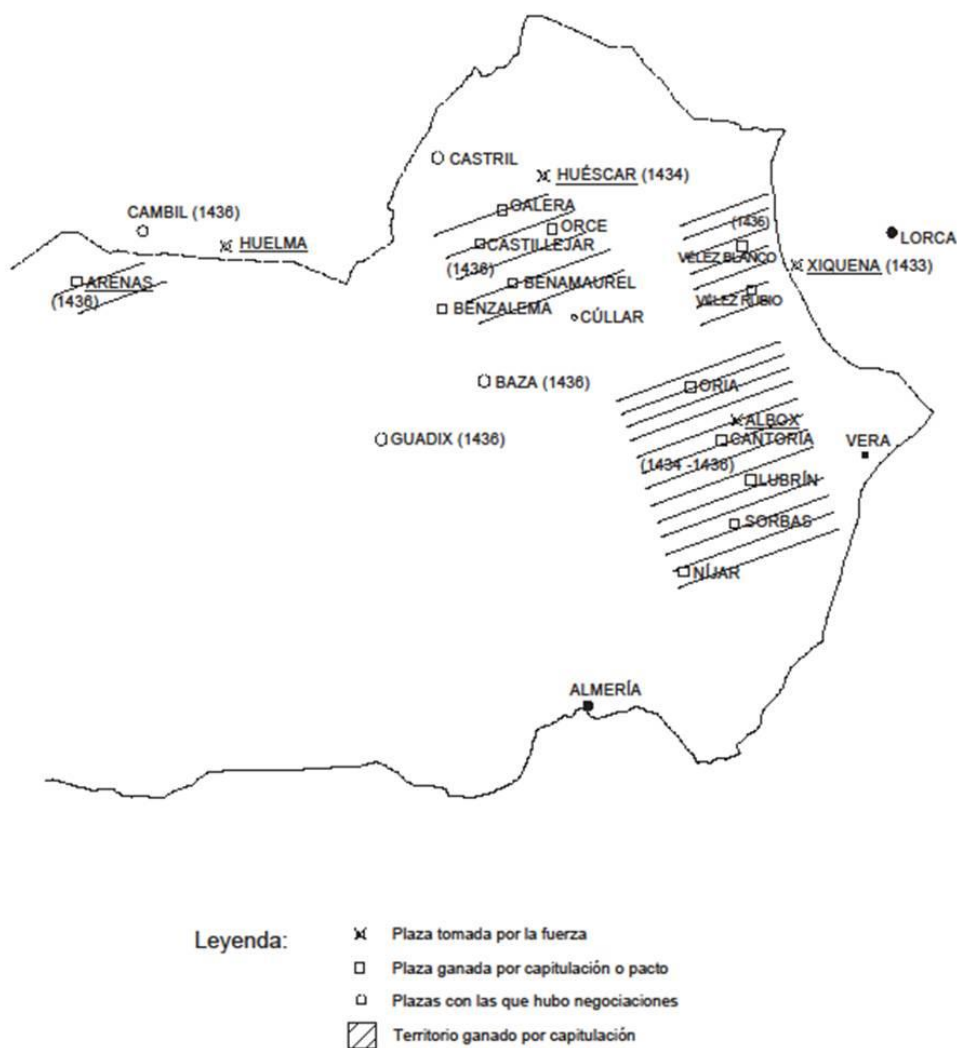 CASTRIL
HUÉSCAR (1434)
CAMBIL (1436)
GALERA
ORCE
HUELMA
CASTILLEJAR
(1436)
VÉLEZ BLANCO
LORCA
XIQUENA (1433)
ARENAS
(1436)
(1436)
BENAMAUREL
VÉLEZ RUBIO
BENZALEMA
CÚLLAR
BAZA (1436)
ORIA
ALBOX
GUADIX (1436)
CANTORIA
VERA
(1434 -1436)
LUBRÍN
SORBAS
NÍJAR
ALMERÍA
Leyenda:
Plaza tomada por la fuerza
Plaza ganada por capitulación o pacto
Plazas con las que hubo negociaciones
Territorio ganado por capitulación